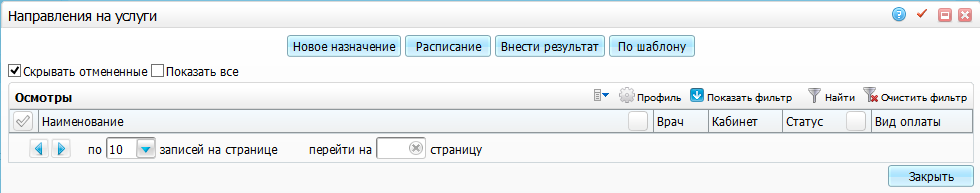 Направления на услуги
Новое назначение Расписание Внести результат По шаблону
Скрывать отмененные Показать все
Осмотры Профиль Показать фильтр Найти Очистить фильтр
Наименование Врач Кабинет Статус Вид оплаты
по 10 записей на странице перейти на страницу
Закрыть